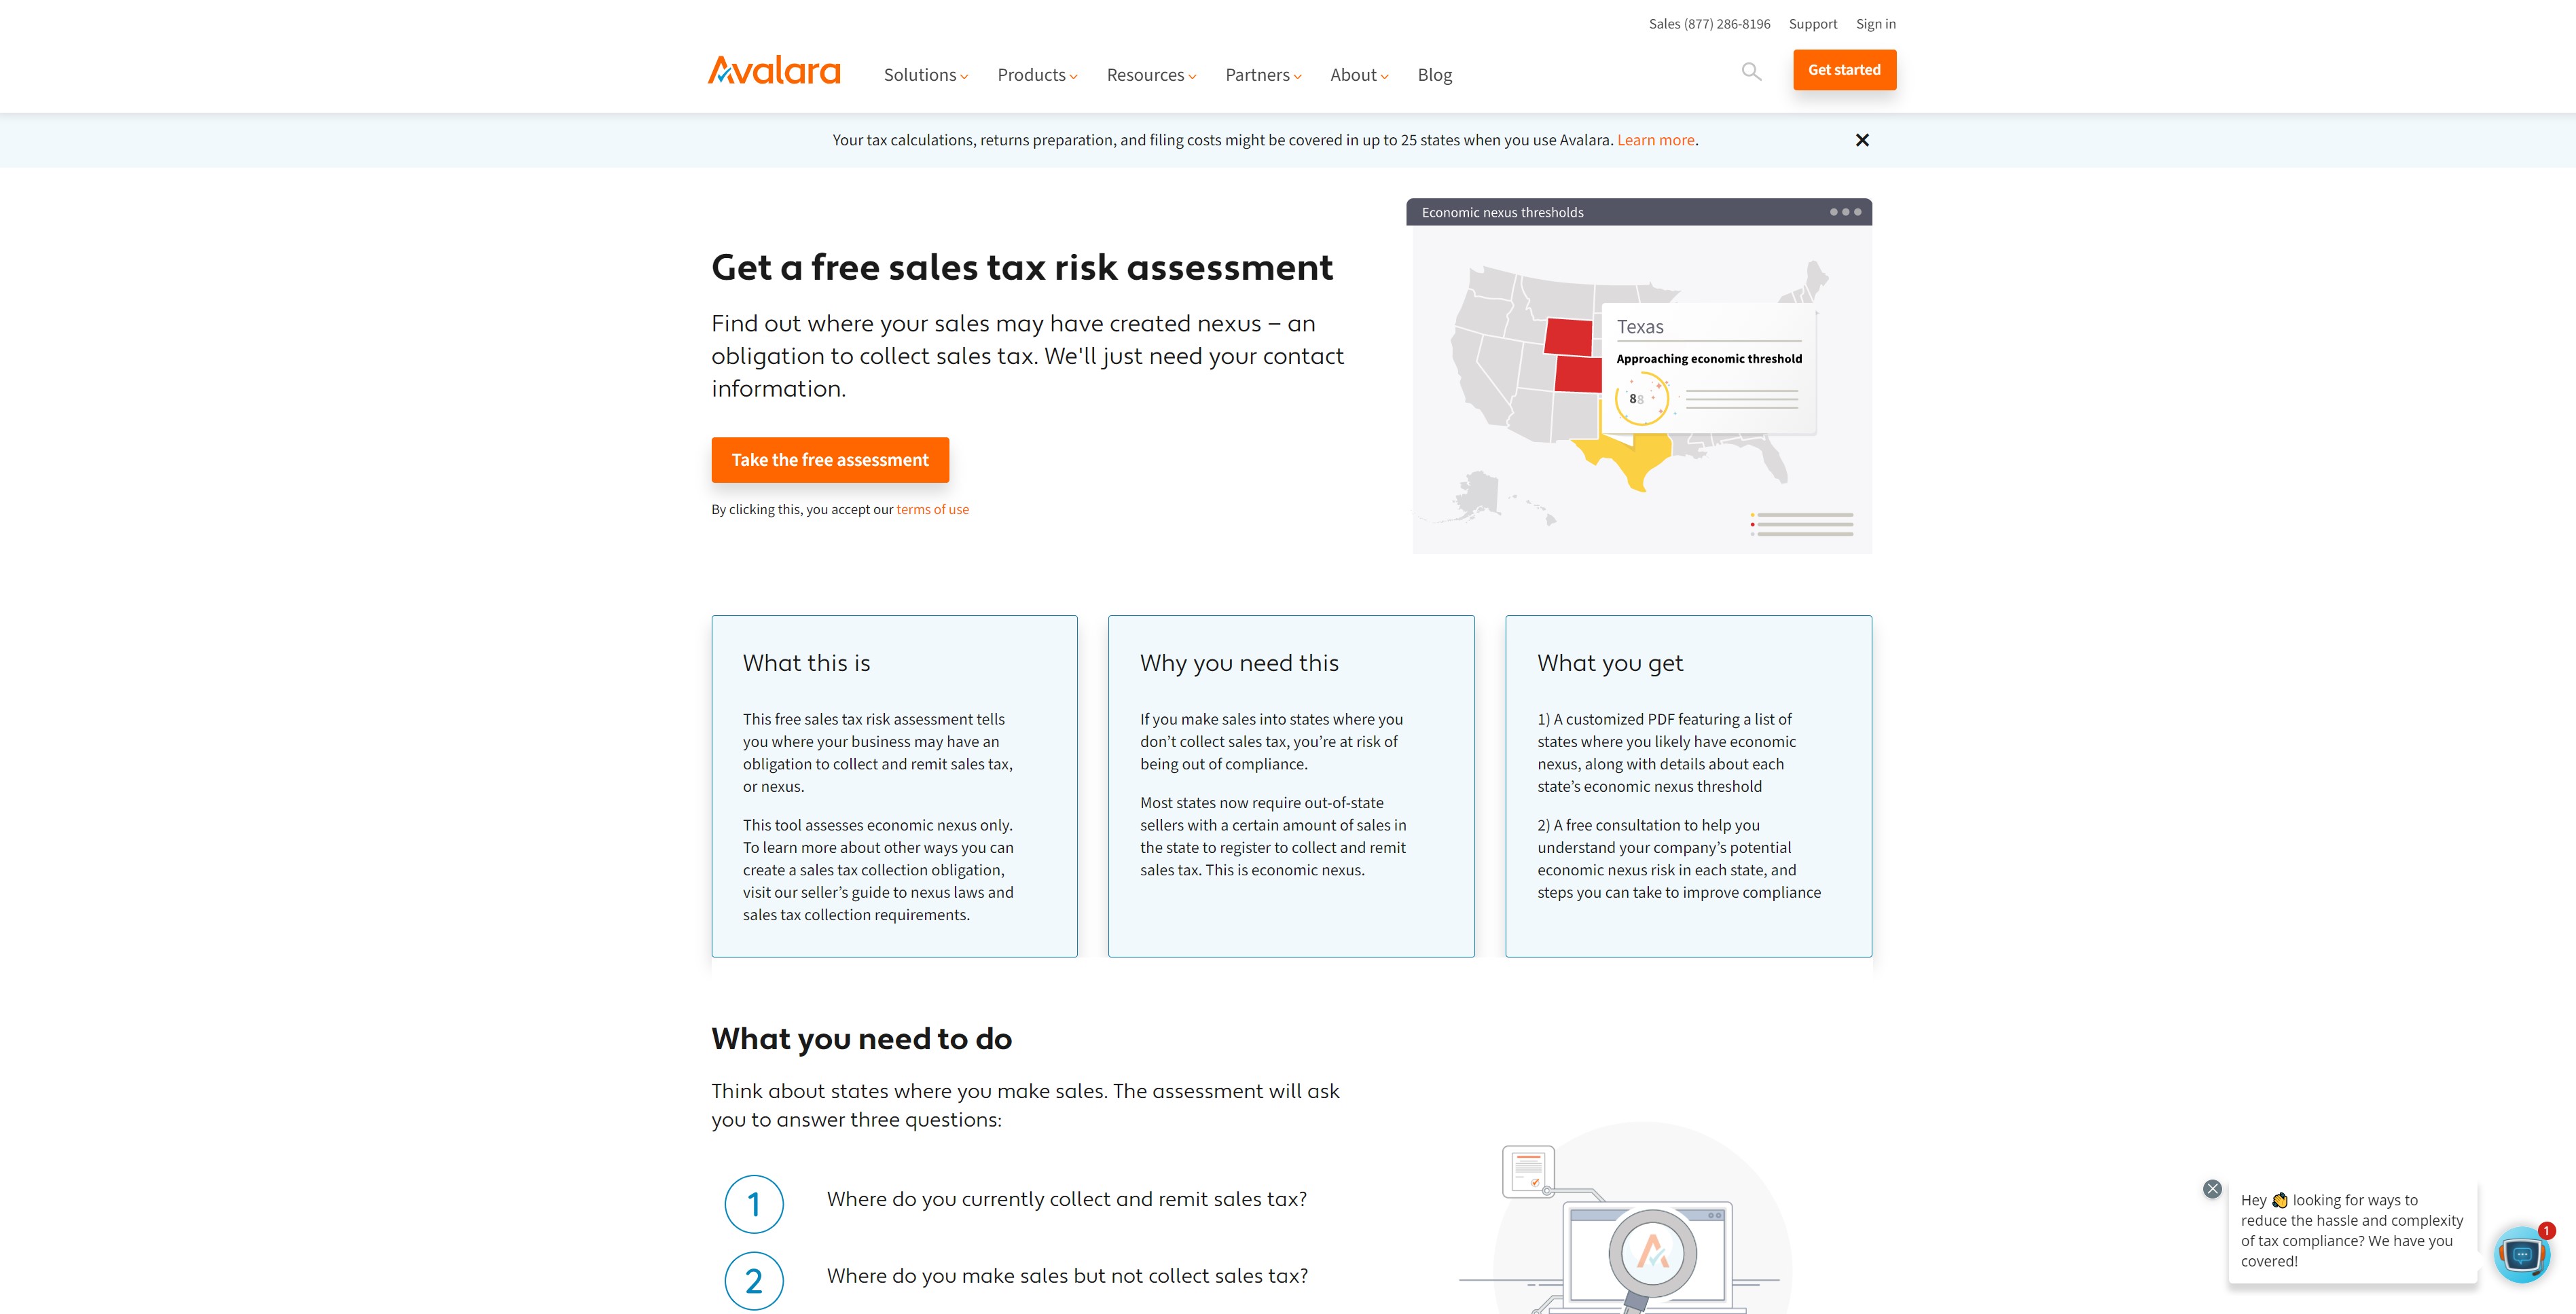 Sales (877) 286-8196 Support Sign in
Avalara Solutions Products Resources Partners About Blog Get started
Your tax calculations, returns preparation, and filing costs might be covered in up to 25 states when you use Avalara. Learn more.
Get a free sales tax risk assessment
Find out where your sales may have created nexus – an
obligation to collect sales tax. We'll just need your contact
information.
Take the free assessment
By clicking this, you accept our terms of use
Economic nexus thresholds
Texas
Approaching economic threshold
88
What this is
This free sales tax risk assessment tells
you where your business may have an
obligation to collect and remit sales tax,
or nexus.
This tool assesses economic nexus only.
To learn more about other ways you can
create a sales tax collection obligation,
visit our seller’s guide to nexus laws and
sales tax collection requirements.
Why you need this
If you make sales into states where you
don’t collect sales tax, you’re at risk of
being out of compliance.
Most states now require out-of-state
sellers with a certain amount of sales in
the state to register to collect and remit
sales tax. This is economic nexus.
What you get
1) A customized PDF featuring a list of
states where you likely have economic
nexus, along with details about each
state’s economic nexus threshold
2) A free consultation to help you
understand your company’s potential
economic nexus risk in each state, and
steps you can take to improve compliance
What you need to do
Think about states where you make sales. The assessment will ask
you to answer three questions:
1 Where do you currently collect and remit sales tax?
2 Where do you make sales but not collect sales tax?
Hey 👏 looking for ways to
reduce the hassle and complexity
of tax compliance? We have you
covered!
1